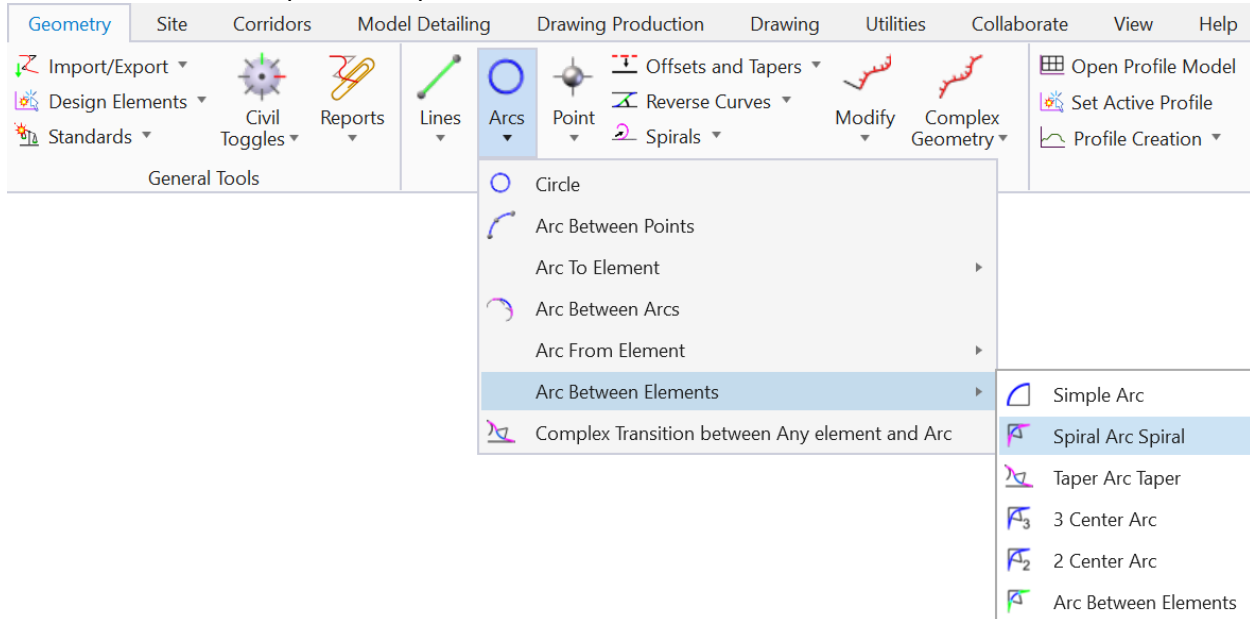 Geometry Site Corridors Model Detailing Drawing Production Drawing Utilities Collaborate View Help
Import/Export
Design Elements
Standards
Civil
Toggles
Reports
General Tools
Lines
Arcs
Point
Offsets and Tapers
Reverse Curves
Spirals
Modify
Complex
Geometry
Open Profile Model
Set Active Profile
Profile Creation
Circle
Arc Between Points
Arc To Element
Arc Between Arcs
Arc From Element
Arc Between Elements
Complex Transition between Any element and Arc
Simple Arc
Spiral Arc Spiral
Taper Arc Taper
3 Center Arc
2 Center Arc
Arc Between Elements